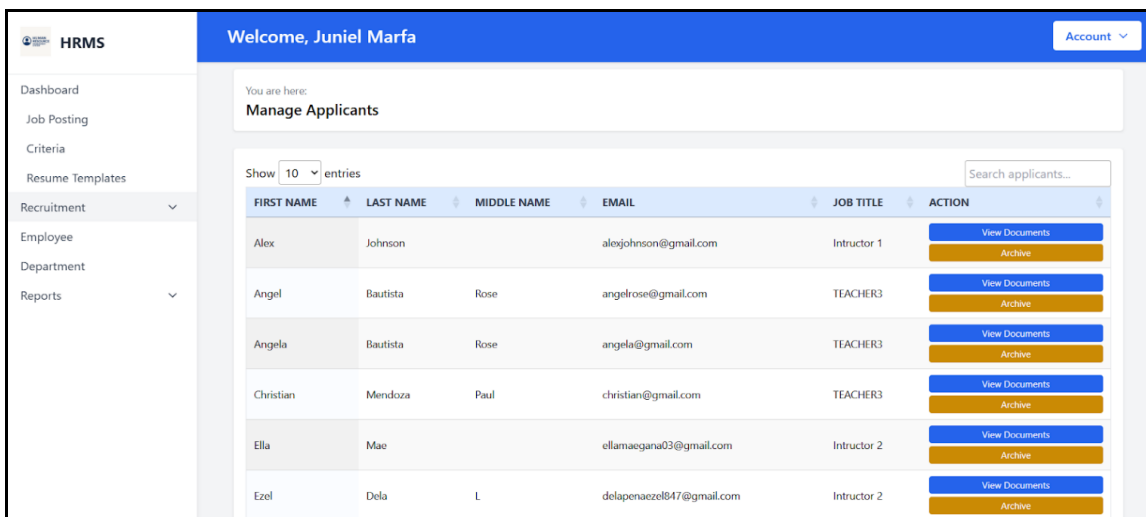 HRMS
Welcome, Juniel Marfa
Account
Dashboard
Job Posting
Criteria
Resume Templates
Recruitment
Employee
Department
Reports
You are here:
Manage Applicants
Show 10 entries
Search applicants...
FIRST NAME LAST NAME MIDDLE NAME EMAIL JOB TITLE ACTION
Alex Johnson alexjohnson@gmail.com Intructor 1 View Documents
Archive
Angel Bautista Rose angelrose@gmail.com TEACHER3 View Documents
Archive
Angela Bautista Rose angela@gmail.com TEACHER3 View Documents
Archive
Christian Mendoza Paul christian@gmail.com TEACHER3 View Documents
Archive
Ella Mae ellamaegana03@gmail.com Intructor 2 View Documents
Archive
Ezel Dela L delapenaezel847@gmail.com Intructor 2 View Documents
Archive